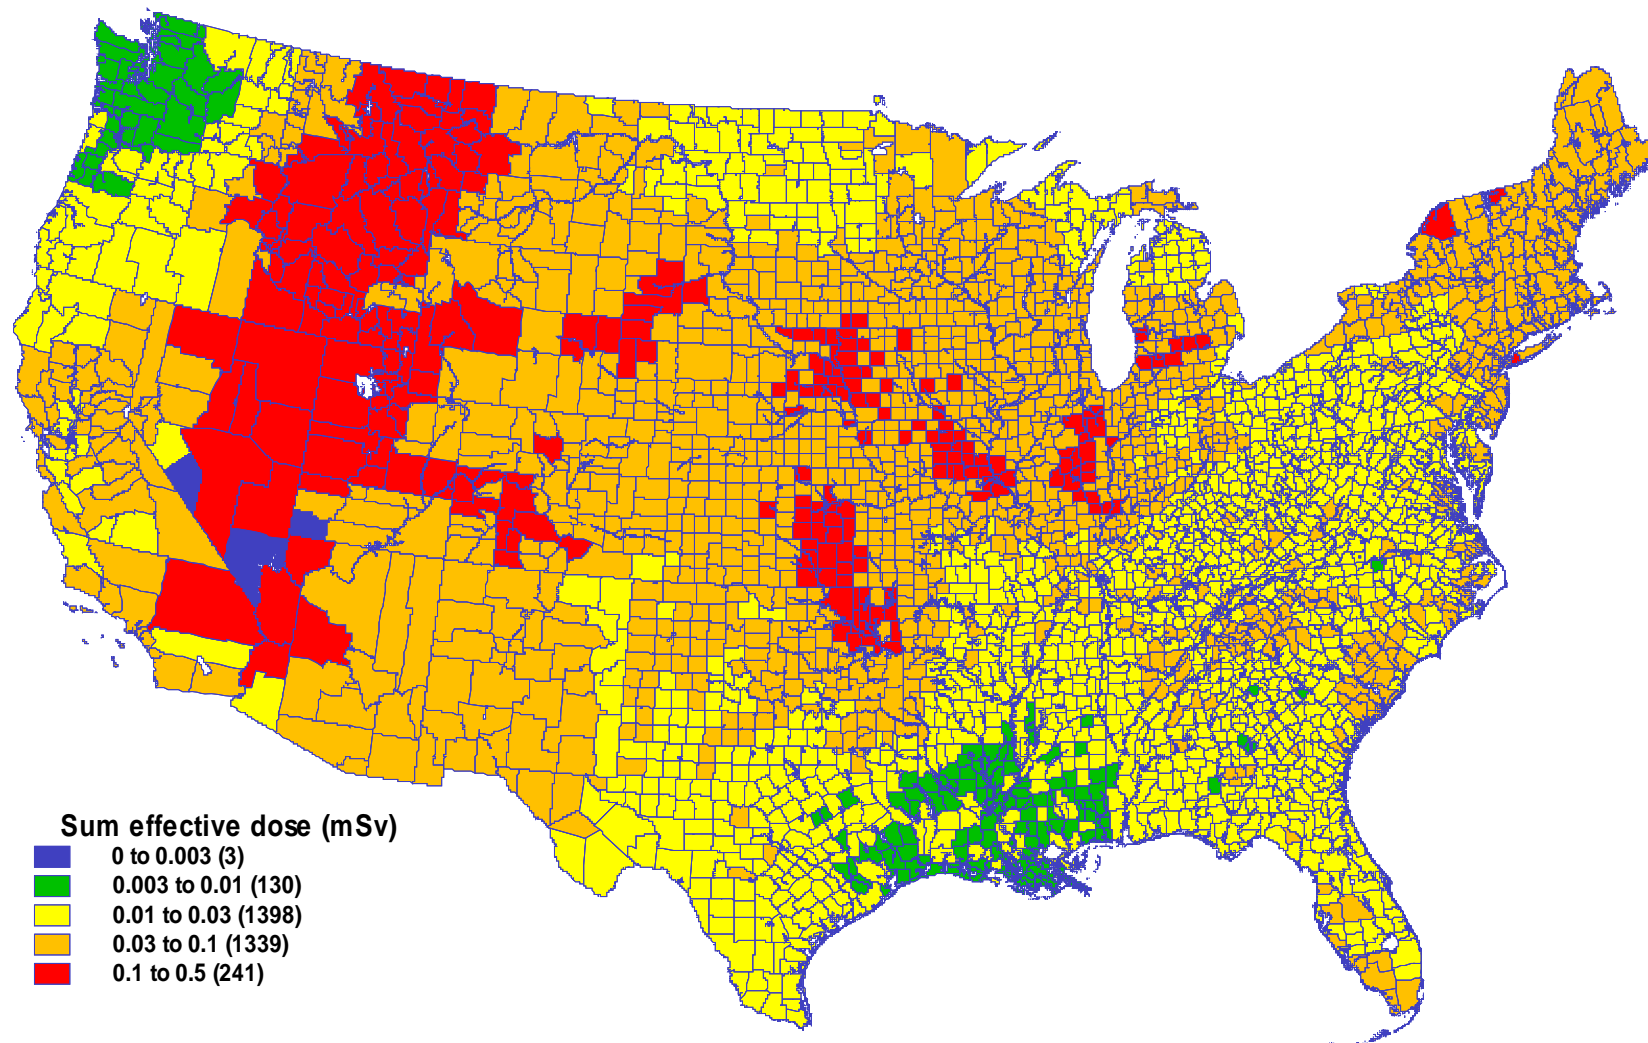 Sum effective dose (mSv)
0 to 0.003 (3)
0.003 to 0.01 (130)
0.01 to 0.03 (1398)
0.03 to 0.1 (1339)
0.1 to 0.5 (241)